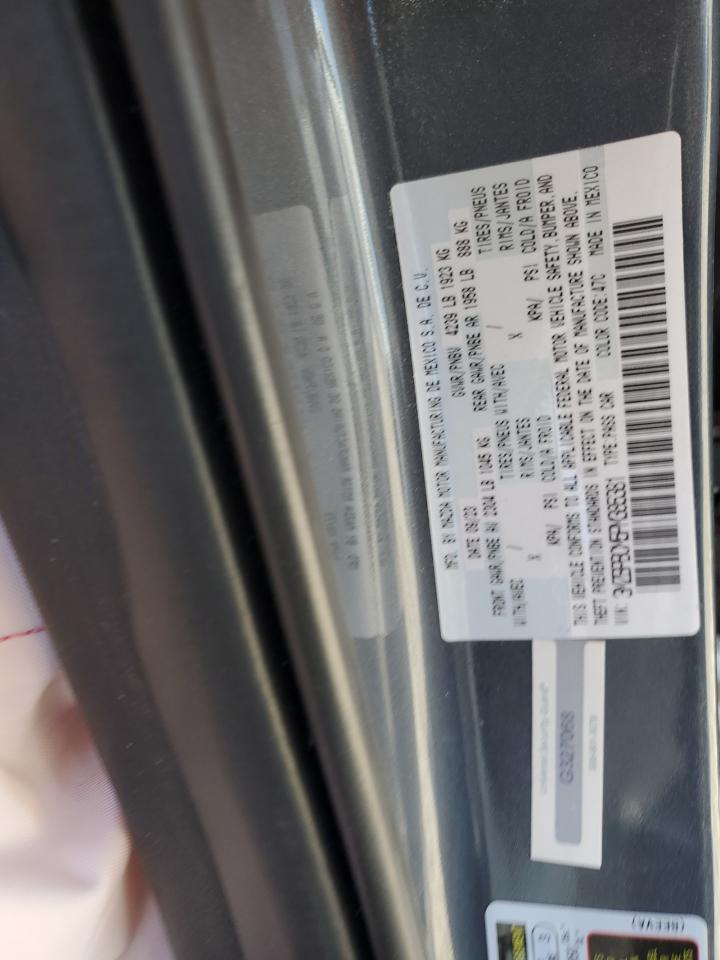 MFD. BY MAZDA MOTOR MANUFACTURING DE MEXICO S.A. DE C.V.
DATE 09/23 GVWR/PNBV 4239 LB 1923 KG
FRONT GAWR/PNBE AV 2304 LB 1045 KG REAR GAWR/PNBE AR 1958 LB 888 KG
WITH/AVEC / TIRES/PNEUS WITH/AVEC / TIRES/PNEUS
X RIMS/JANTES X RIMS/JANTES
KPA/ PSI COLD/A FROID KPA/ PSI COLD/A FROID
THIS VEHICLE CONFORMS TO ALL APPLICABLE FEDERAL MOTOR VEHICLE SAFETY, BUMPER, AND
THEFT PREVENTION STANDARDS IN EFFECT ON THE DATE OF MANUFACTURE SHOWN ABOVE.
VIN: TYPE:PASS CAR COLOR CODE:47C MADE IN MEXICO
G3270068
(REEVA)